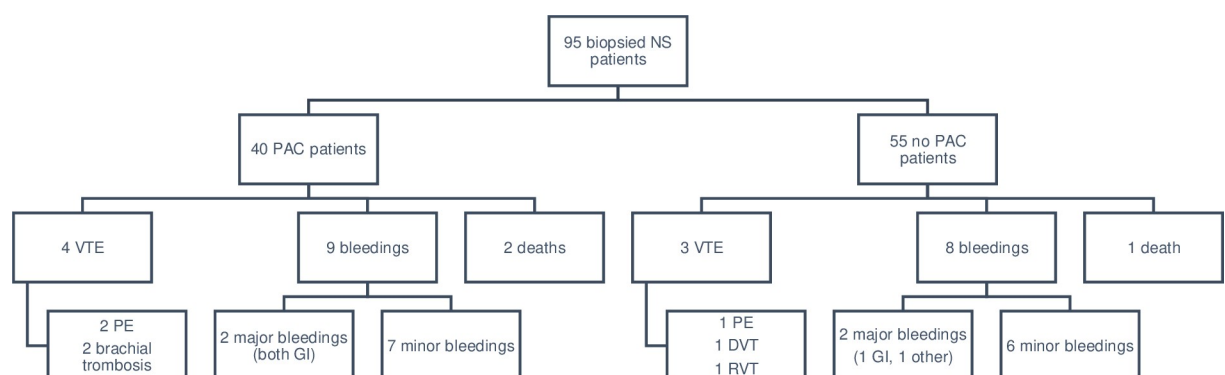 95 biopsied NS
patients
40 PAC patients
55 no PAC
patients
4 VTE
9 bleedings
2 deaths
3 VTE
8 bleedings
1 death
2 PE
2 brachial
trombosis
2 major bleedings
(both GI)
7 minor bleedings
1 PE
1 DVT
1 RVT
2 major bleedings
(1 GI, 1 other)
6 minor bleedings